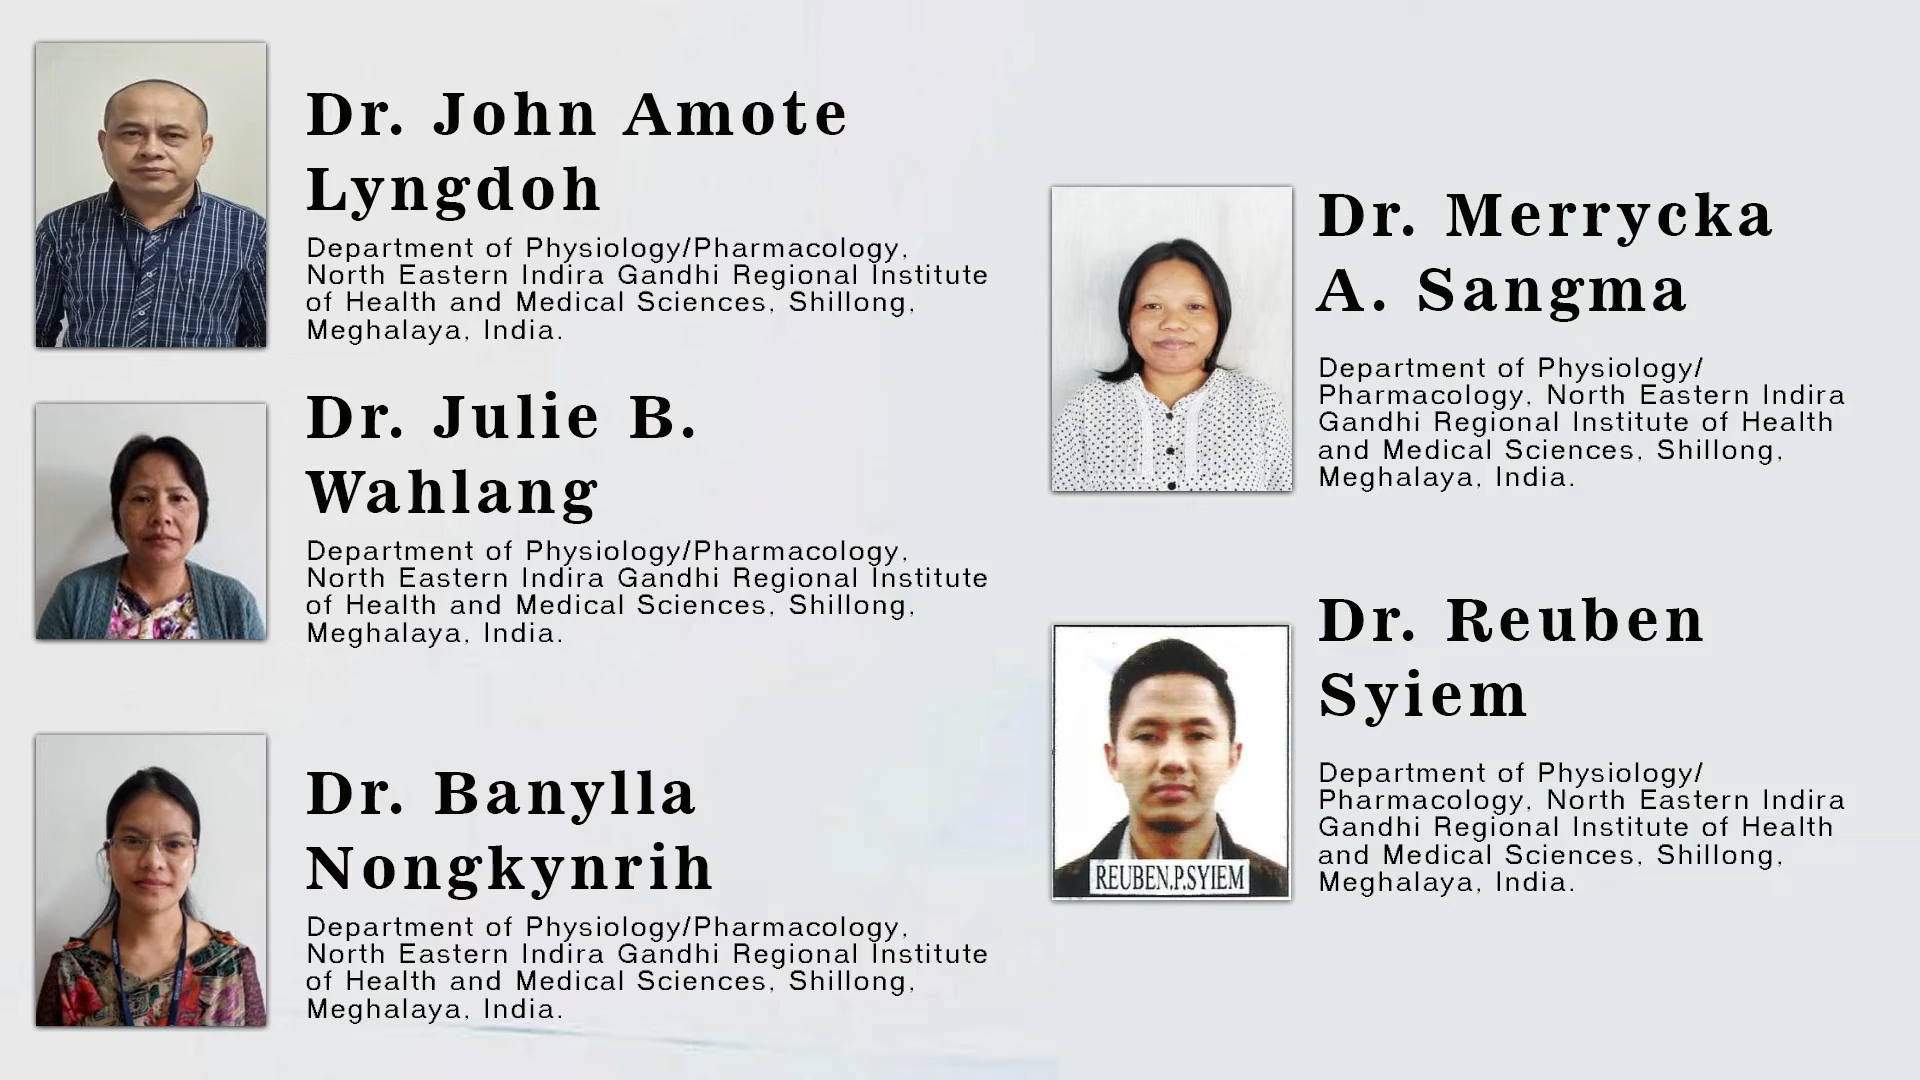 Dr. John Amote
Lyngdoh
Department of Physiology/Pharmacology,
North Eastern Indira Gandhi Regional Institute
of Health and Medical Sciences, Shillong,
Meghalaya, India.
Dr. Julie B.
Wahlang
Department of Physiology/Pharmacology,
North Eastern Indira Gandhi Regional Institute
of Health and Medical Sciences, Shillong,
Meghalaya, India.
Dr. Banylla
Nongkynrih
Department of Physiology/Pharmacology,
North Eastern Indira Gandhi Regional Institute
of Health and Medical Sciences, Shillong,
Meghalaya, India.
Dr. Merrycka
A. Sangma
Department of Physiology/
Pharmacology, North Eastern Indira
Gandhi Regional Institute of Health
and Medical Sciences, Shillong,
Meghalaya, India.
Dr. Reuben
Syiem
Department of Physiology/
Pharmacology, North Eastern Indira
Gandhi Regional Institute of Health
and Medical Sciences, Shillong,
Meghalaya, India.
REUBEN.P.SYIEM